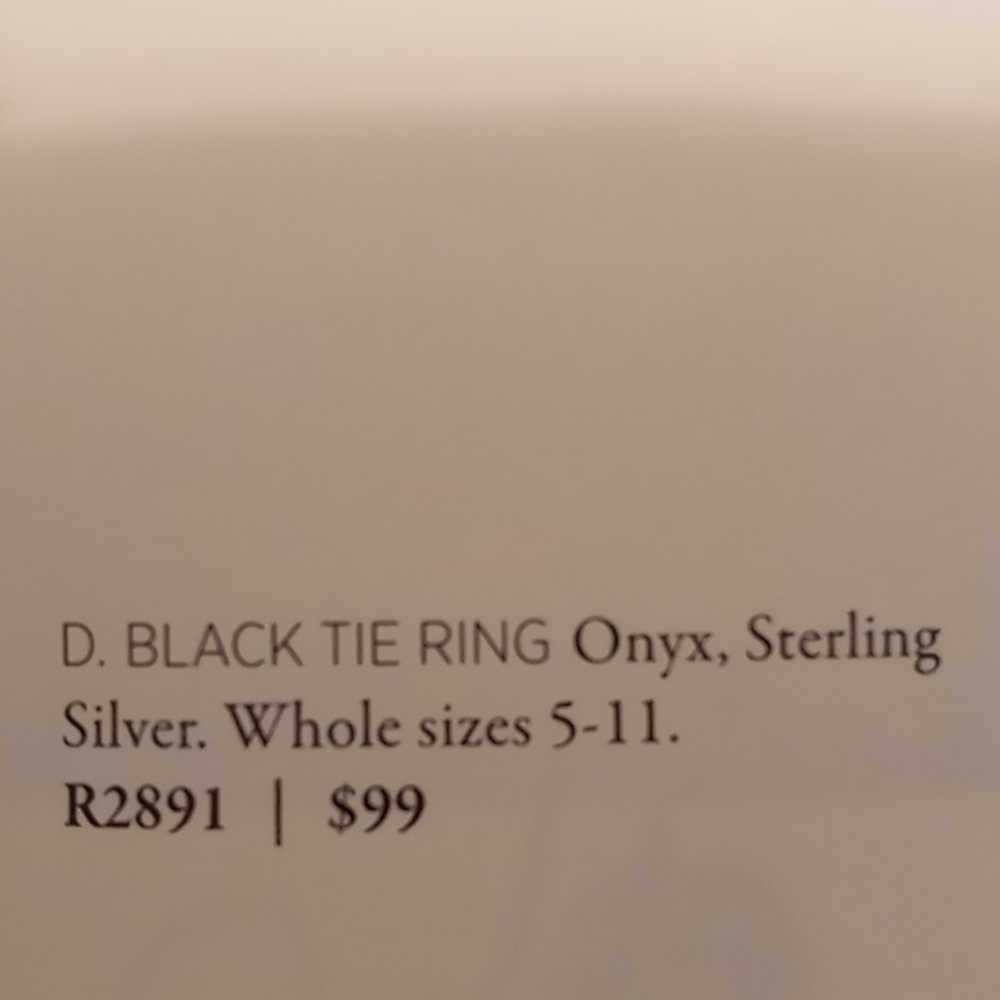 D. BLACK TIE RING Onyx, Sterling
Silver. Whole sizes 5-11.
R2891 | $99